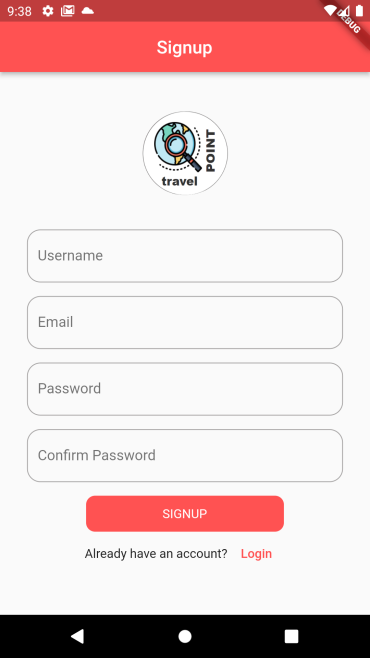 9:38
DEBUG
Signup
travel
POINT
Username
Email
Password
Confirm Password
SIGNUP
Already have an account? Login